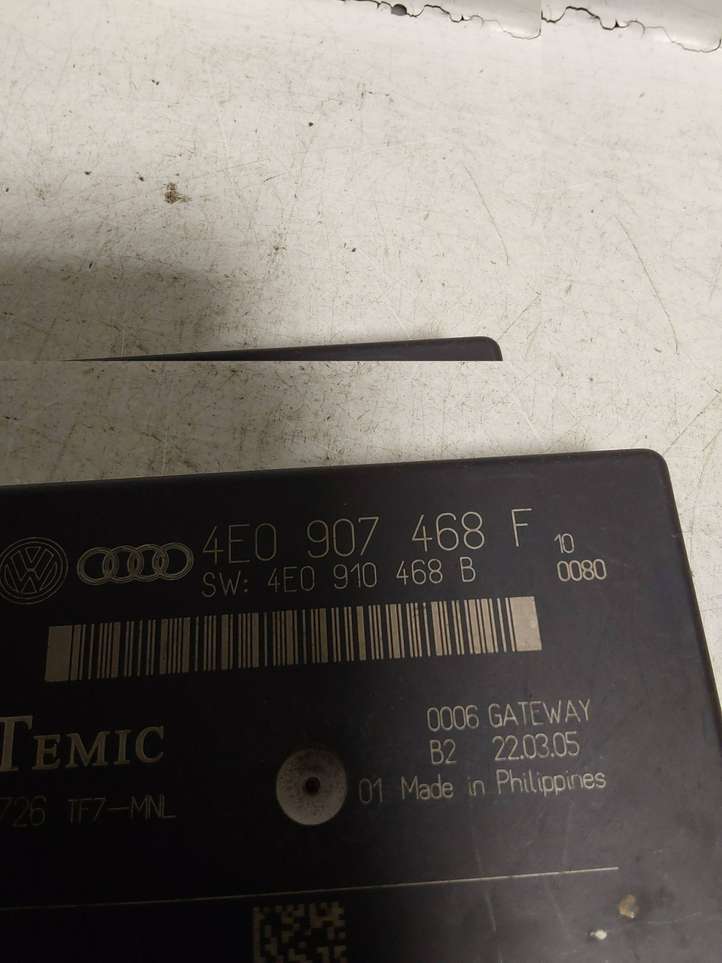 4E0 907 468 F 10
SW: 4E0 910 468 B 0080
TEMIC
0006 GATEWAY
B2 22.03.05
726 TF7-MNL
01 Made in Philippines